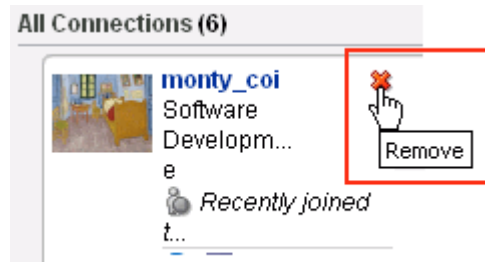 All Connections (6)
monty_coi
Software
Developm...
e
Remove
Recently joined
t...